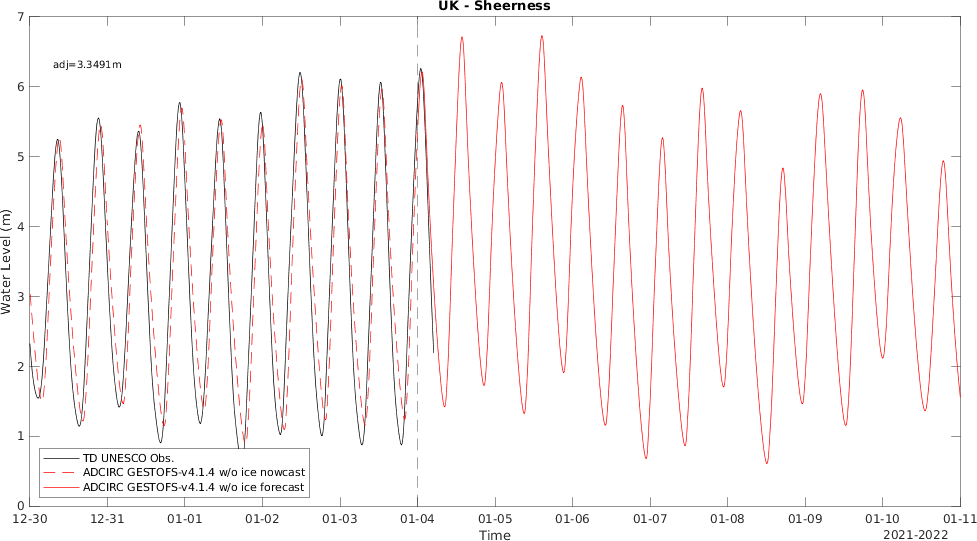 UK - Sheerness
adj=3.3491m
7
6
5
4
3
2
1
0
Water Level (m)
TD UNESCO Obs.
ADCIRC GESTOFS-v4.1.4 w/o ice nowcast
ADCIRC GESTOFS-v4.1.4 w/o ice forecast
12-30 12-31 01-01 01-02 01-03 01-04 01-05 01-06 01-07 01-08 01-09 01-10 01-11
Time
2021-2022